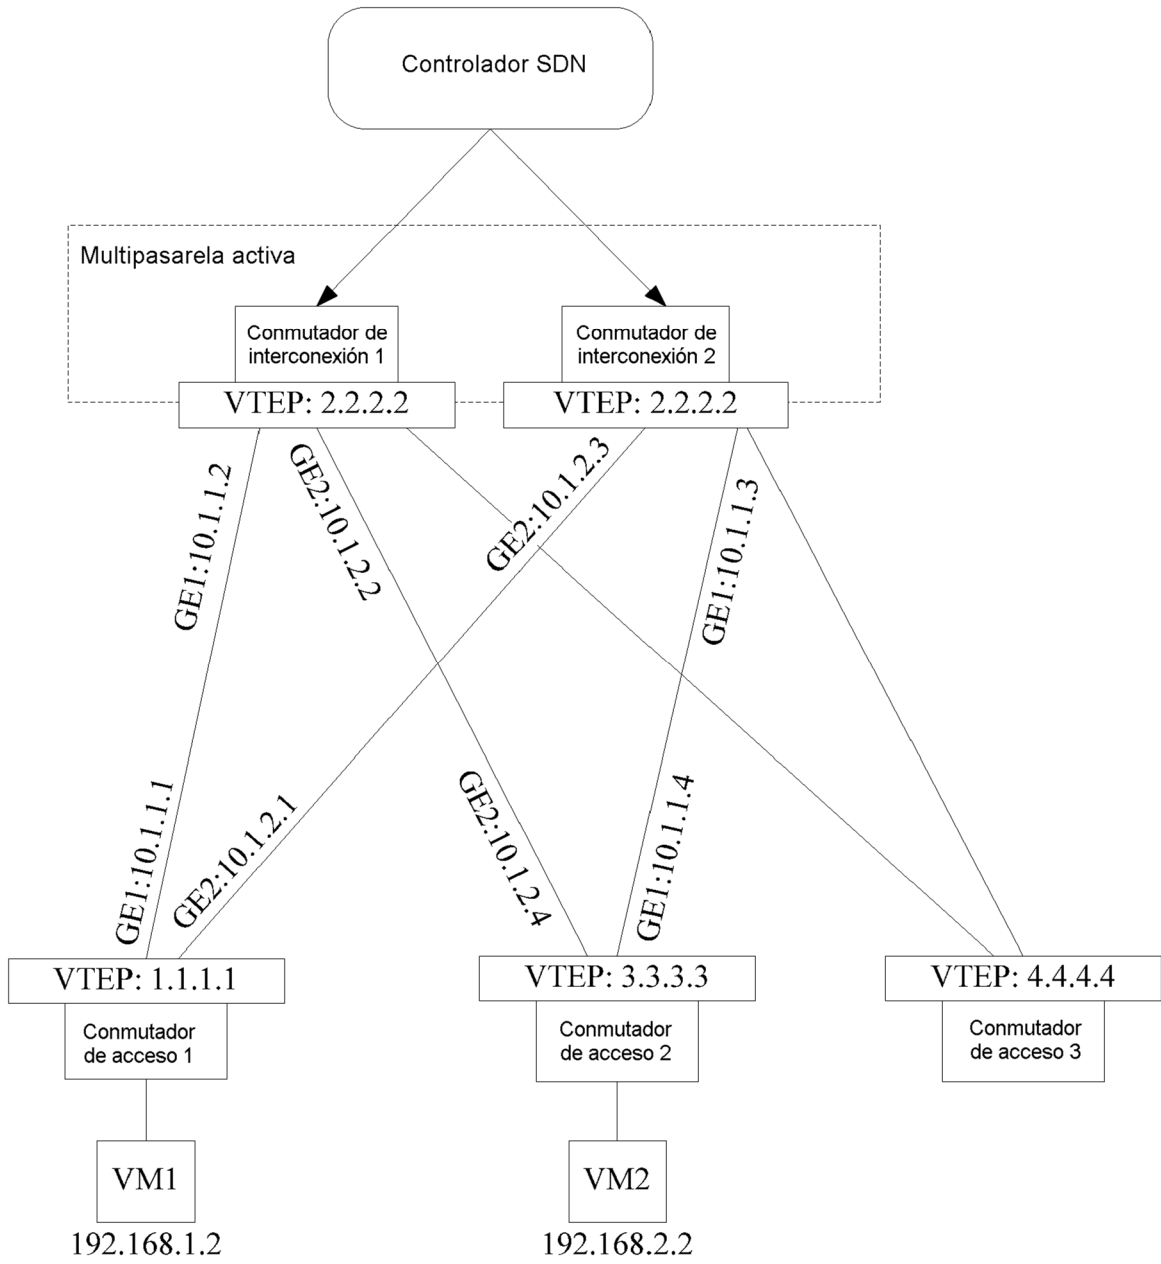 Controlador SDN
Multipasarela activa
Conmutador de
interconexión 1
Conmutador de
interconexión 2
VTEP: 2.2.2.2
VTEP: 2.2.2.2
GE1:10.1.1.2
GE2:10.1.2.2
GE2:10.1.2.3
GE1:10.1.1.3
GE1:10.1.1.1
GE2:10.1.2.1
GE2:10.1.2.4
GE1:10.1.1.4
VTEP: 1.1.1.1
VTEP: 3.3.3.3
VTEP: 4.4.4.4
Conmutador
de acceso 1
Conmutador
de acceso 2
Conmutador
de acceso 3
VM1
VM2
192.168.1.2
192.168.2.2